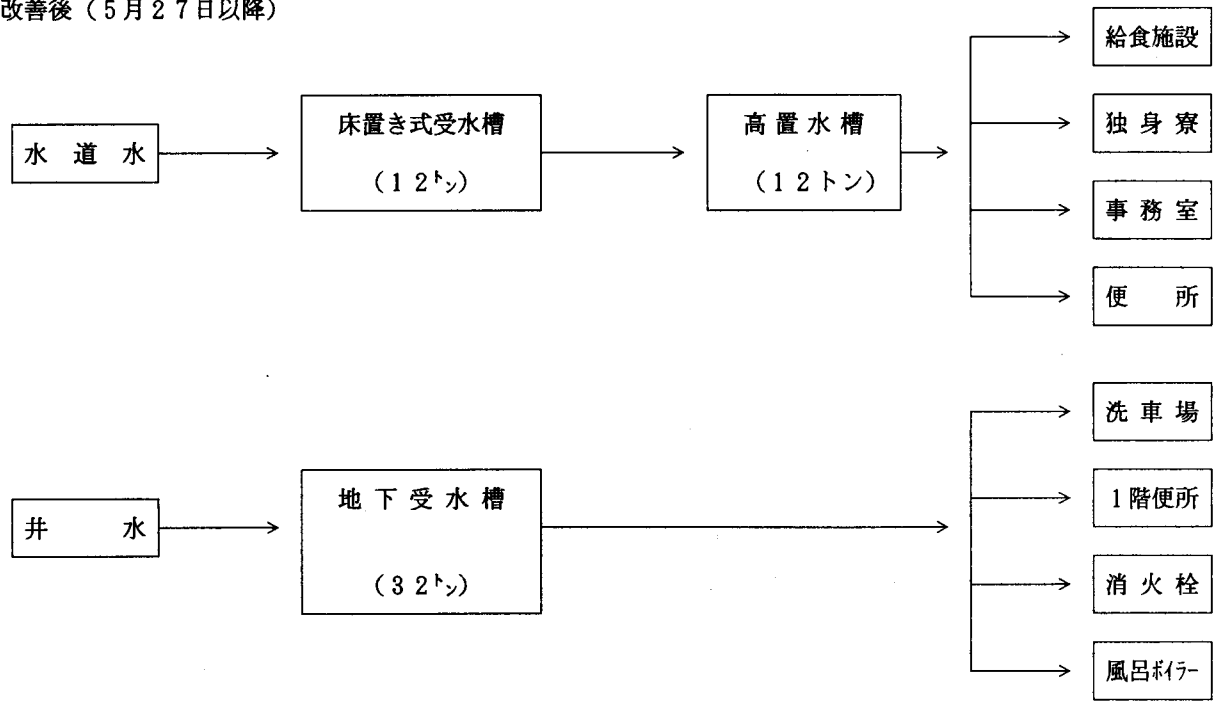 改善後（５月２７日以降）
水道水
床置き式受水槽
（１２㌧）
高置水槽
（１２トン）
給食施設
独身寮
事務室
便所
井水
地下受水槽
（３２㌧）
洗車場
１階便所
消火栓
風呂ﾎﾞｲﾗｰ